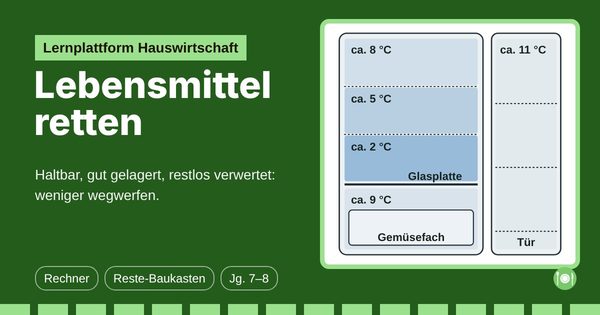 Lernplattform Hauswirtschaft
Lebensmittel
retten
Haltbar, gut gelagert, restlos verwertet:
weniger wegwerfen.
Rechner
Reste-Baukasten
Jg. 7–8
ca. 8 °C
ca. 5 °C
ca. 2 °C
Glasplatte
ca. 9 °C
Gemüsefach
ca. 11 °C
Tür